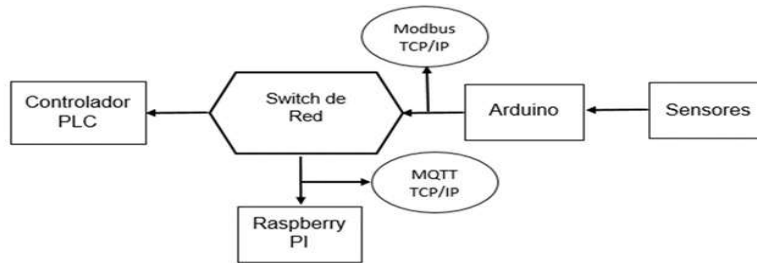 Modbus
TCP/IP
Controlador
PLC
Switch de
Red
Arduino
Sensores
MQTT
TCP/IP
Raspberry
PI